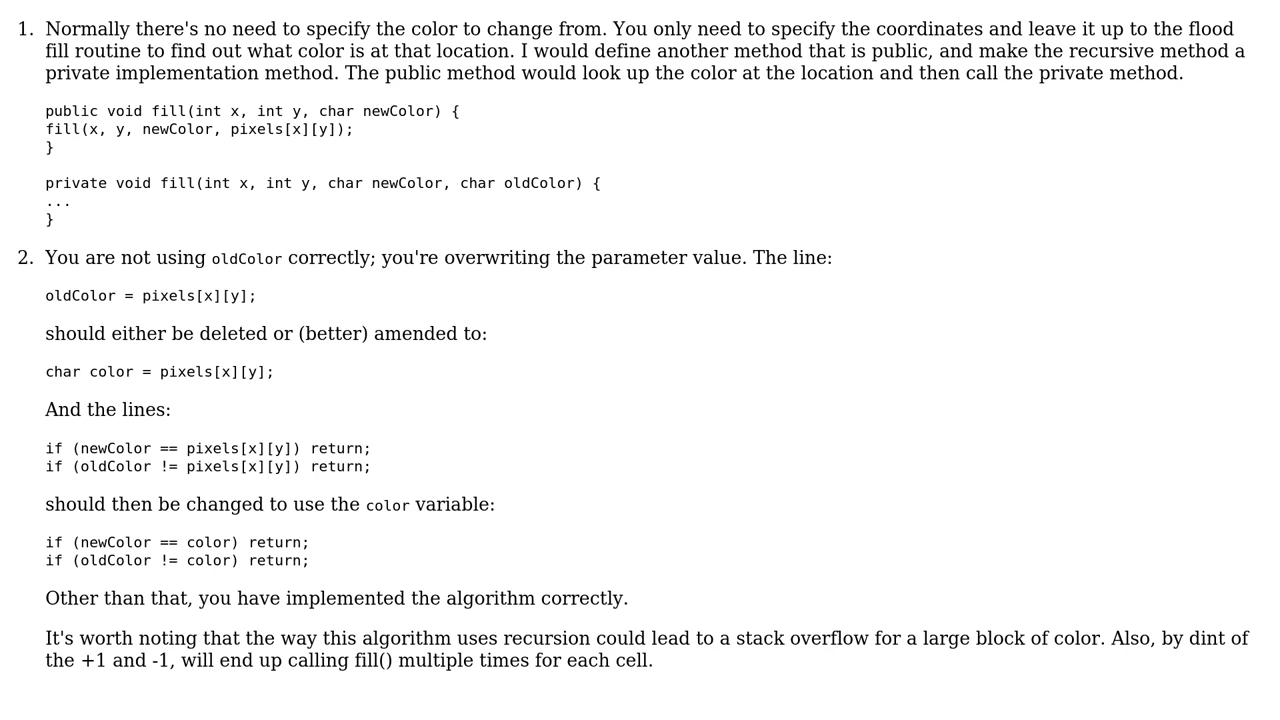 1. Normally there's no need to specify the color to change from. You only need to specify the coordinates and leave it up to the flood
fill routine to find out what color is at that location. I would define another method that is public, and make the recursive method a
private implementation method. The public method would look up the color at the location and then call the private method.
public void fill(int x, int y, char newColor) {
fill(x, y, newColor, pixels[x][y]);
}
private void fill(int x, int y, char newColor, char oldColor) {
...
}
2. You are not using oldColor correctly; you're overwriting the parameter value. The line:
oldColor = pixels[x][y];
should either be deleted or (better) amended to:
char color = pixels[x][y];
And the lines:
if (newColor == pixels[x][y]) return;
if (oldColor != pixels[x][y]) return;
should then be changed to use the color variable:
if (newColor == color) return;
if (oldColor != color) return;
Other than that, you have implemented the algorithm correctly.
It's worth noting that the way this algorithm uses recursion could lead to a stack overflow for a large block of color. Also, by dint of
the +1 and -1, will end up calling fill() multiple times for each cell.